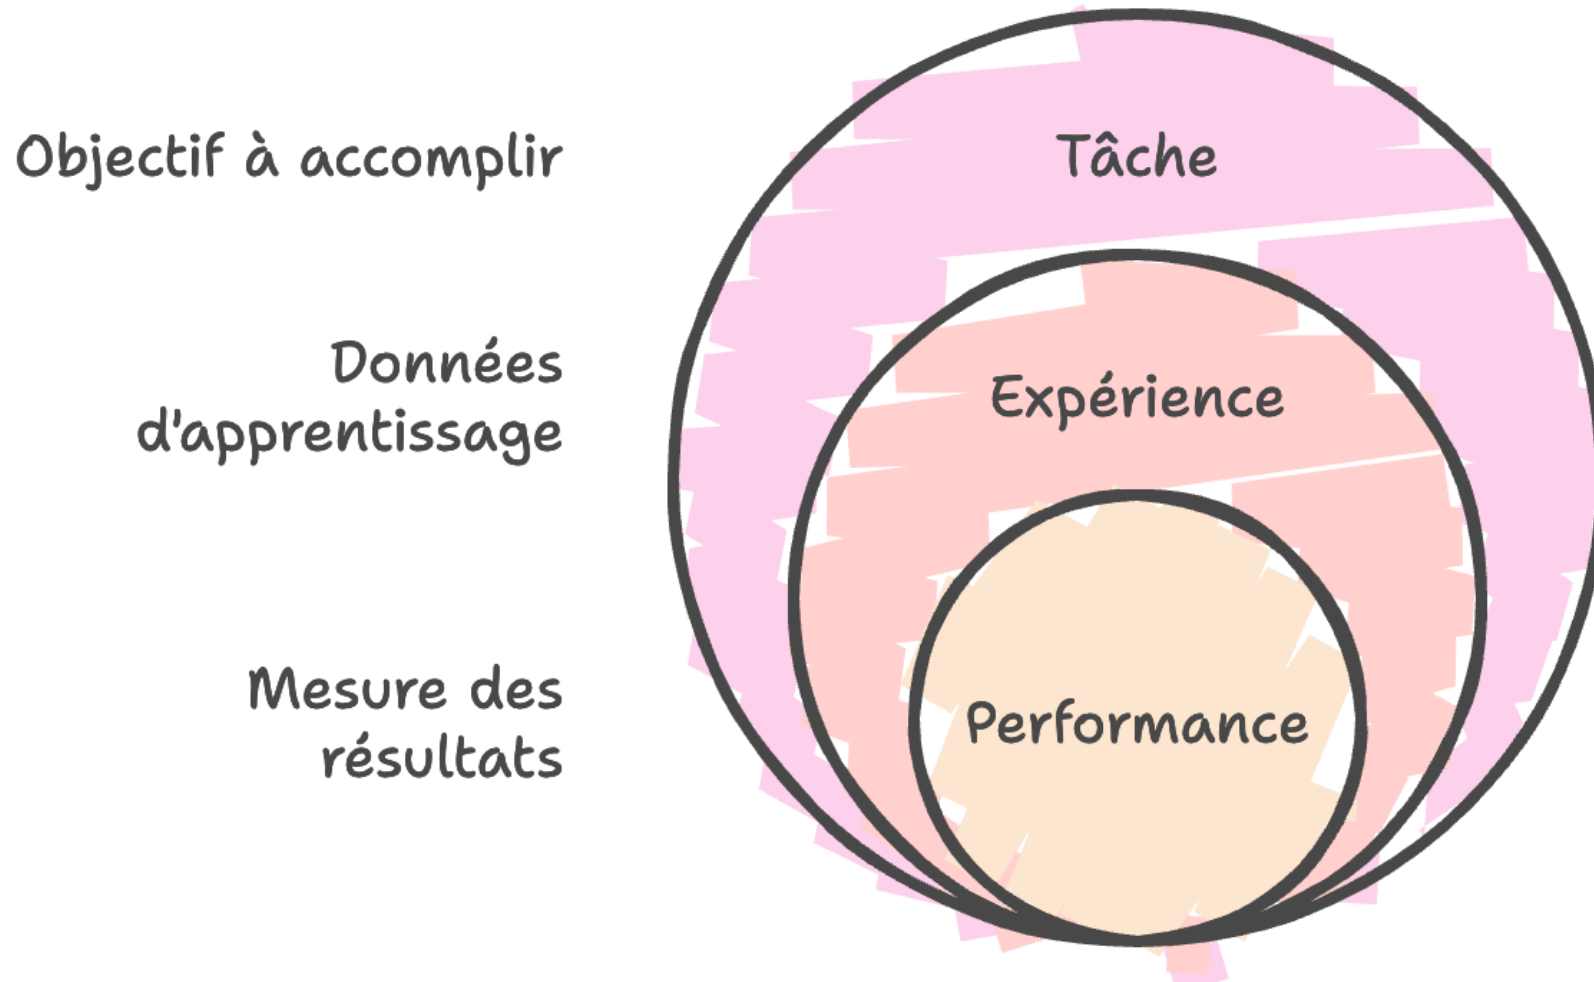 Objectif à accomplir
Tâche
Données
d'apprentissage
Expérience
Mesure des
résultats
Performance